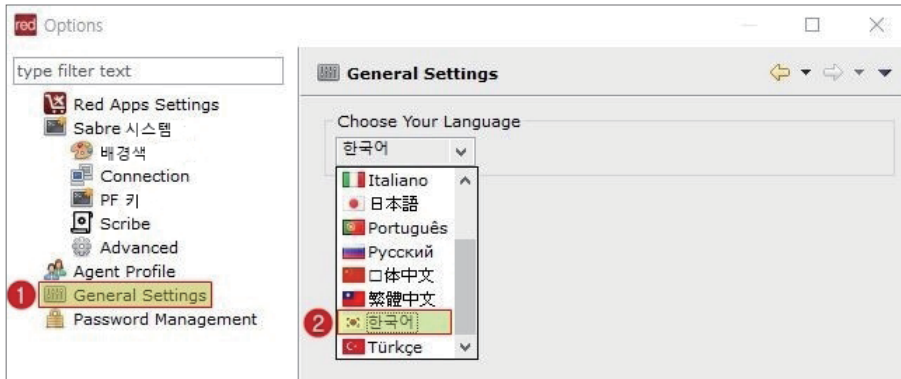 red Options
type filter text
Red Apps Settings
Sabre 시스템
배경색
Connection
PF 키
Scribe
Advanced
Agent Profile
1 General Settings
Password Management
General Settings
Choose Your Language
한국어
Italiano
日本語
Português
Русский
□体中文
繁體中文
2 한국어
Türkçe